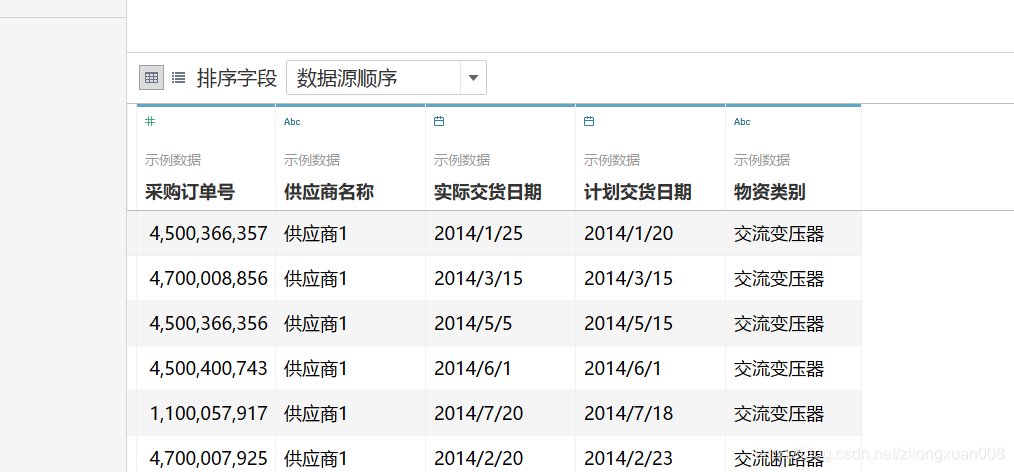 排序字段 数据源顺序
# Abc Abc
示例数据 示例数据 示例数据 示例数据 示例数据
采购订单号 供应商名称 实际交货日期 计划交货日期 物资类别
4,500,366,357 供应商1 2014/1/25 2014/1/20 交流变压器
4,700,008,856 供应商1 2014/3/15 2014/3/15 交流变压器
4,500,366,356 供应商1 2014/5/5 2014/5/15 交流变压器
4,500,400,743 供应商1 2014/6/1 2014/6/1 交流变压器
1,100,057,917 供应商1 2014/7/20 2014/7/18 交流变压器
4,700,007,925 供应商1 2014/2/20 2014/2/23 交流断路器